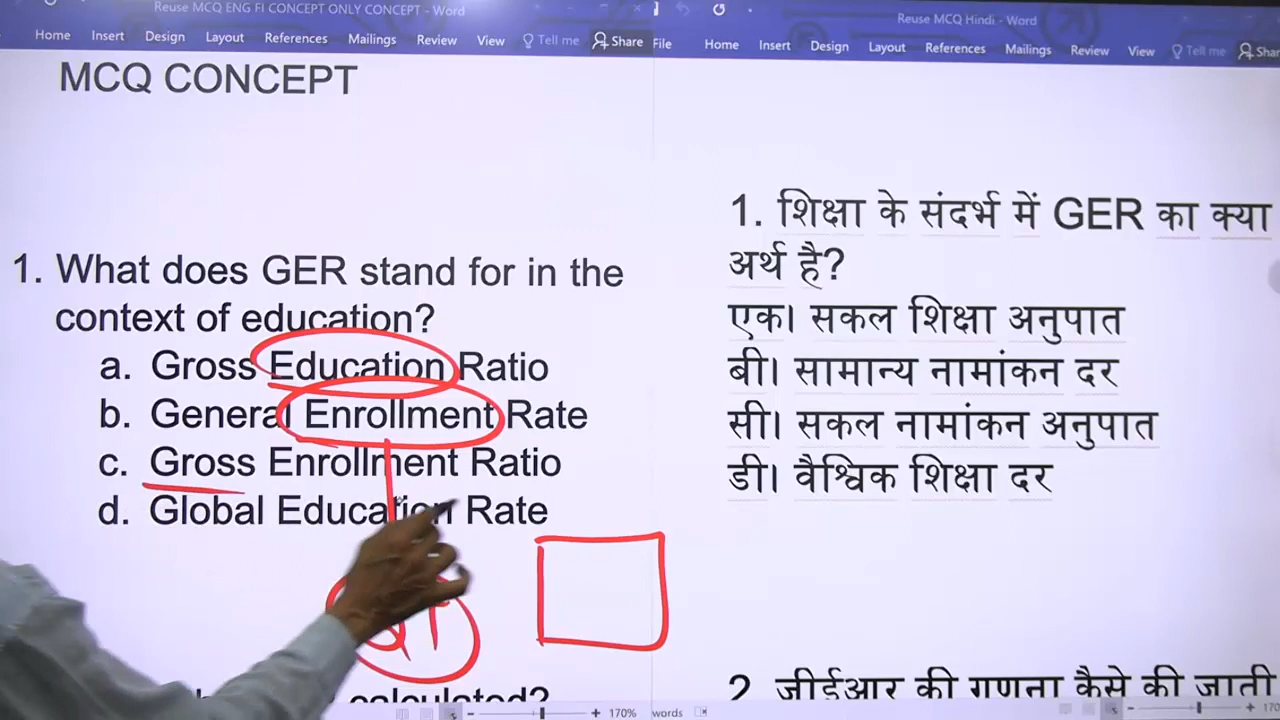 Reuse MCQ ENG FI CONCEPT ONLY CONCEPT - Word
Home Insert Design Layout References Mailings Review View Tell me Share
MCQ CONCEPT
1. What does GER stand for in the
context of education?
a. Gross Education Ratio
b. General Enrollment Rate
c. Gross Enrollment Ratio
d. Global Education Rate
calculated?
170%
Reuse MCQ Hindi - Word
File Home Insert Design Layout References Mailings Review View Tell me Shar
1. शिक्षा के संदर्भ में GER का क्या
अर्थ है?
एक। सकल शिक्षा अनुपात
बी। सामान्य नामांकन दर
सी। सकल नामांकन अनुपात
डी। वैश्विक शिक्षा दर
2. जीईआर की गणना कैसे की जाती
words
170